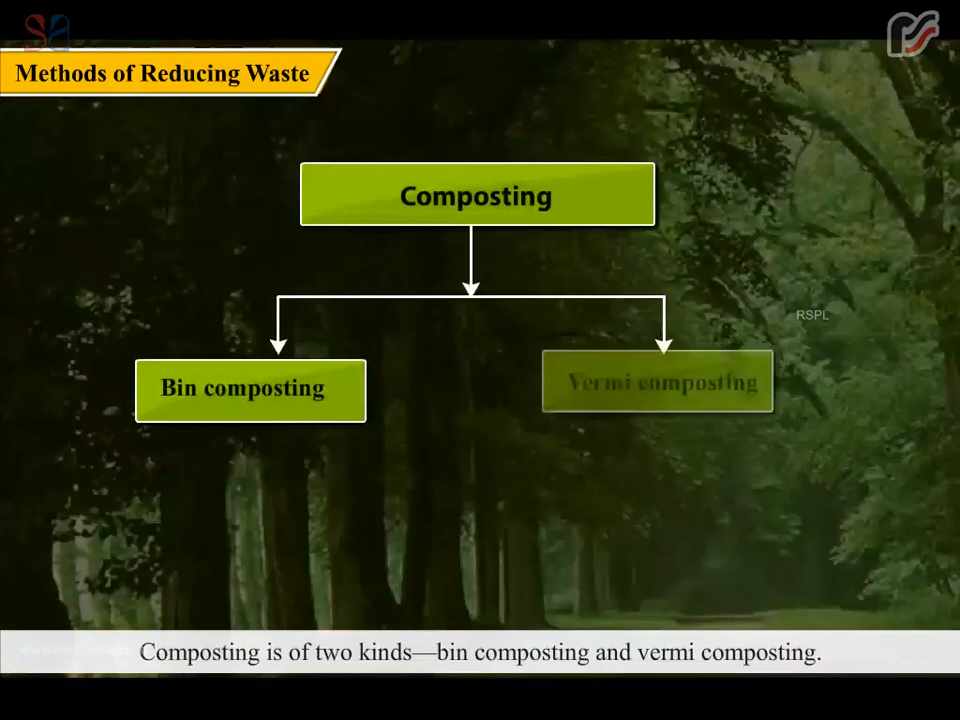 Methods of Reducing Waste
Composting
RSPL
Bin composting
Vermi composting
Composting is of two kinds—bin composting and vermi composting.